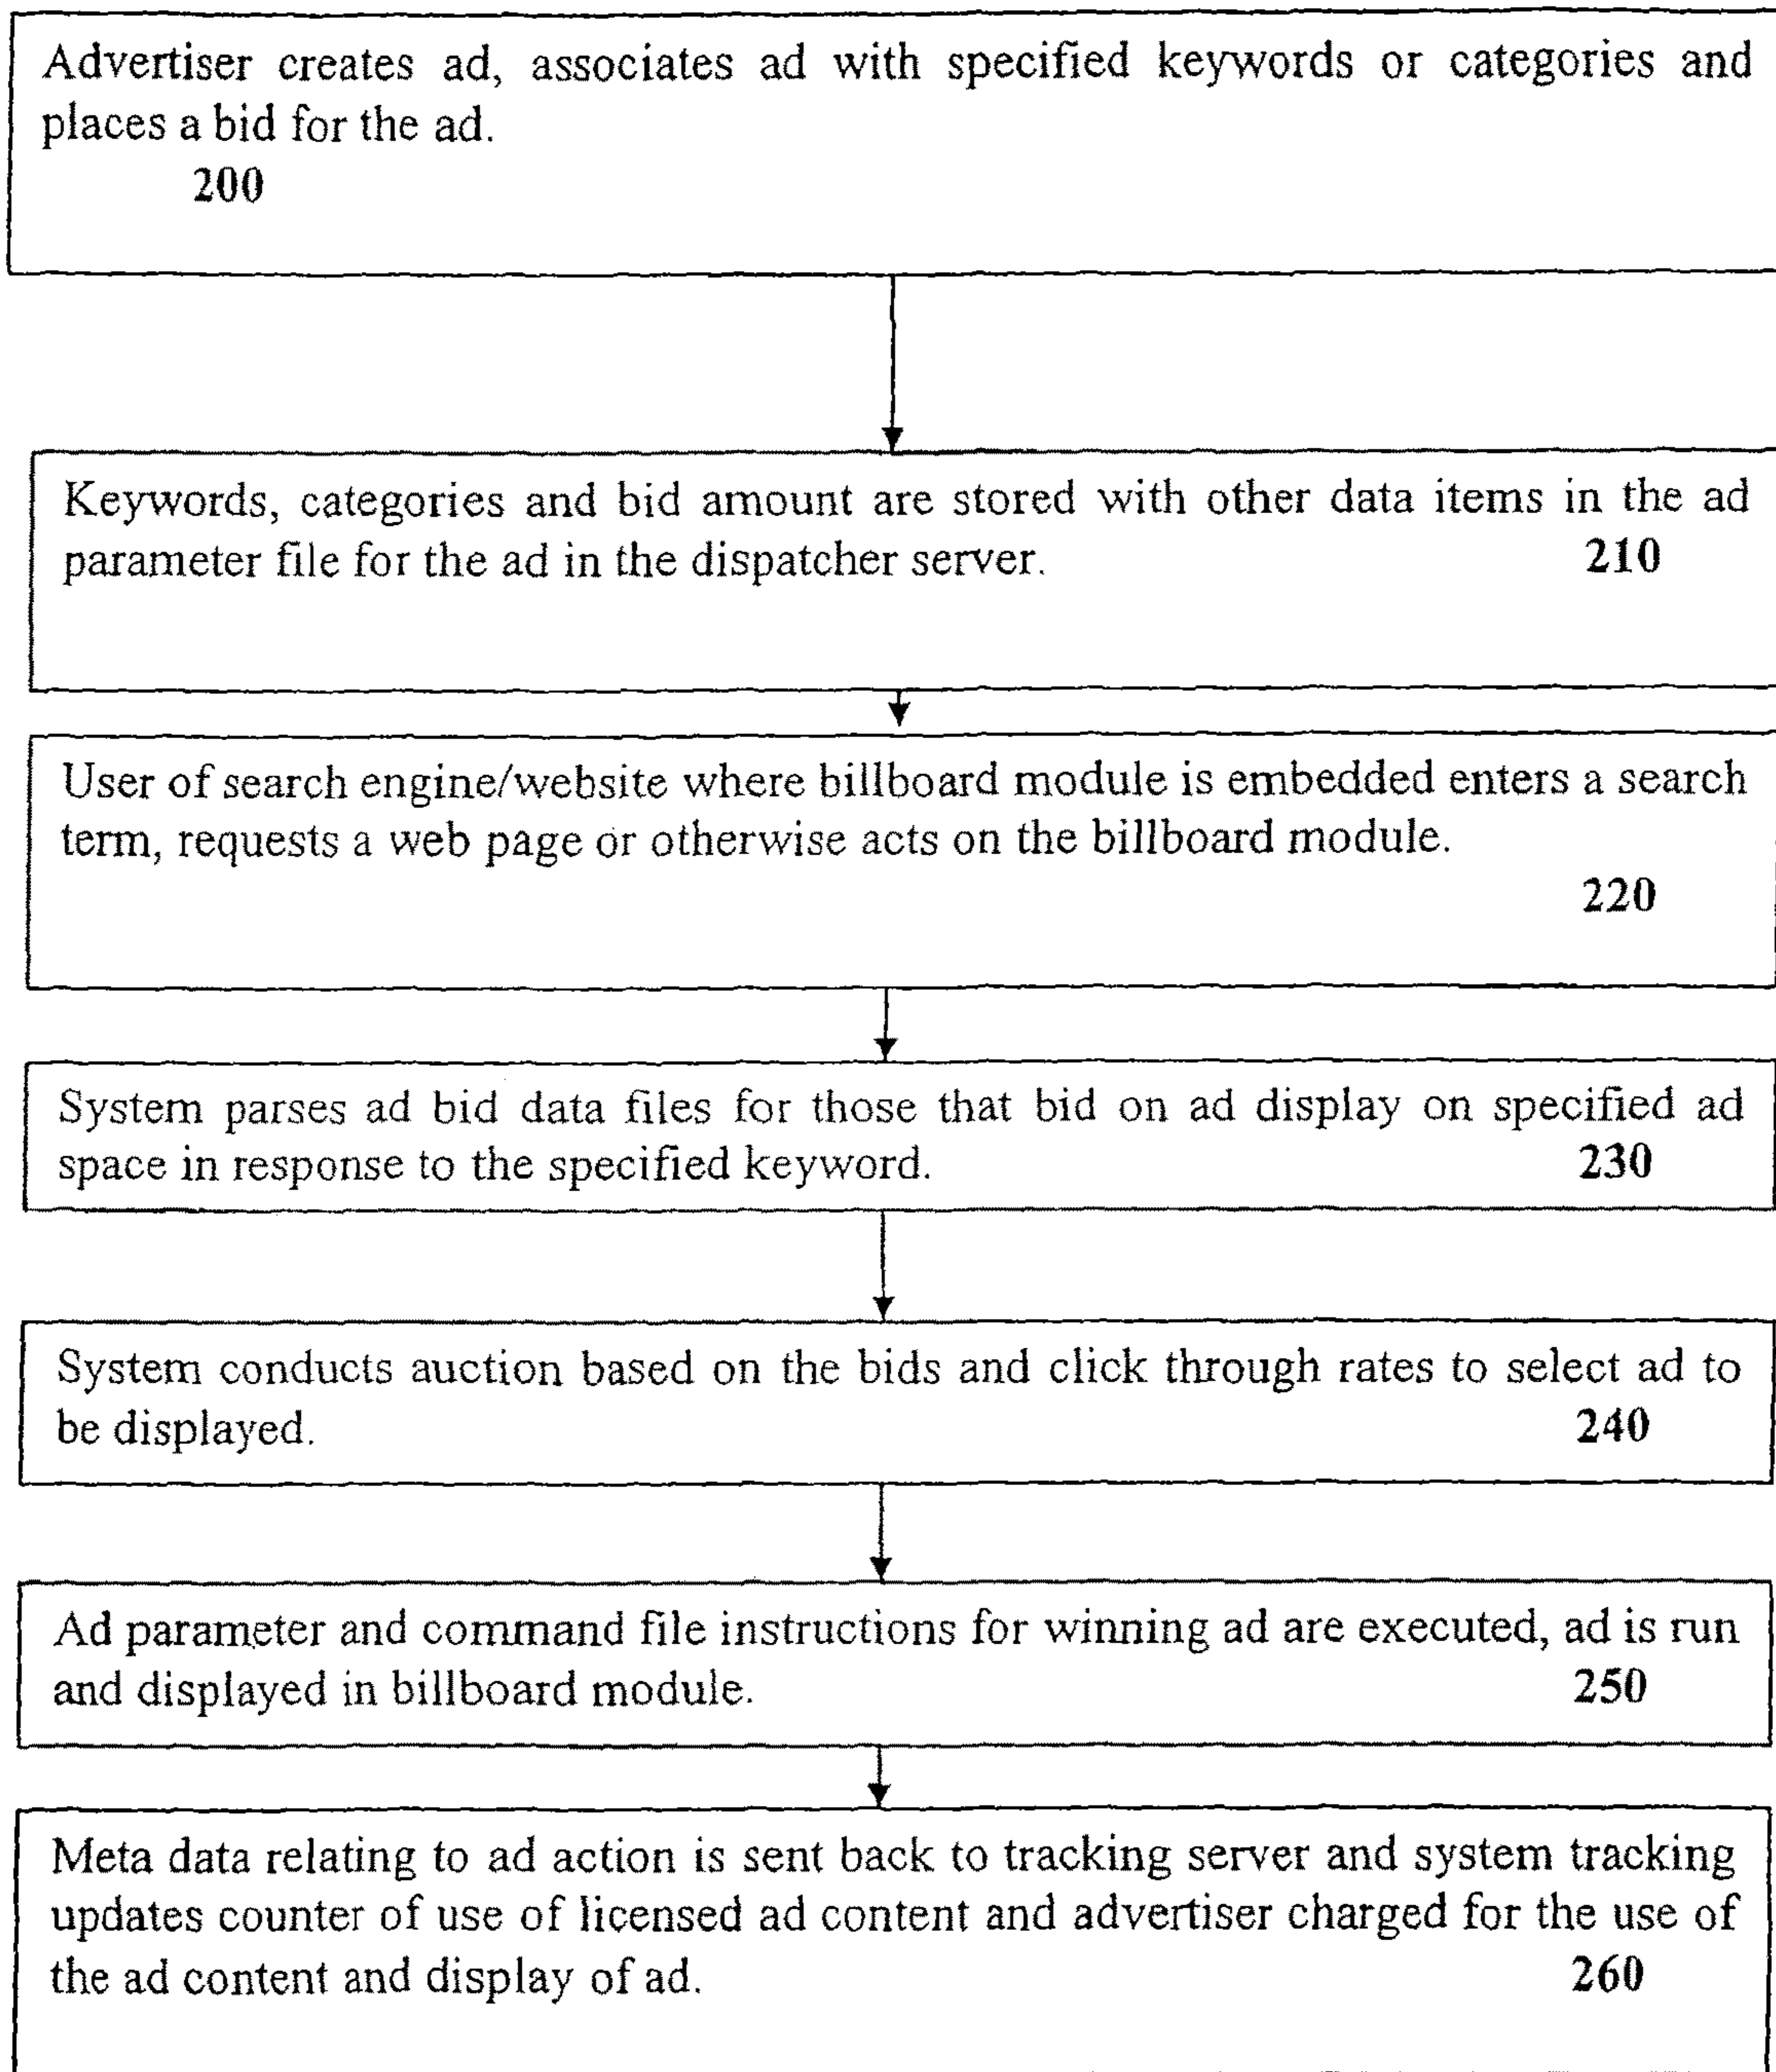 Advertiser creates ad, associates ad with specified keywords or categories and
places a bid for the ad.
200
Keywords, categories and bid amount are stored with other data items in the ad
parameter file for the ad in the dispatcher server. 210
User of search engine/website where billboard module is embedded enters a search
term, requests a web page or otherwise acts on the billboard module.
220
System parses ad bid data files for those that bid on ad display on specified ad
space in response to the specified keyword. 230
System conducts auction based on the bids and click through rates to select ad to
be displayed. 240
Ad parameter and command file instructions for winning ad are executed, ad is run
and displayed in billboard module. 250
Meta data relating to ad action is sent back to tracking server and system tracking
updates counter of use of licensed ad content and advertiser charged for the use of
the ad content and display of ad. 260